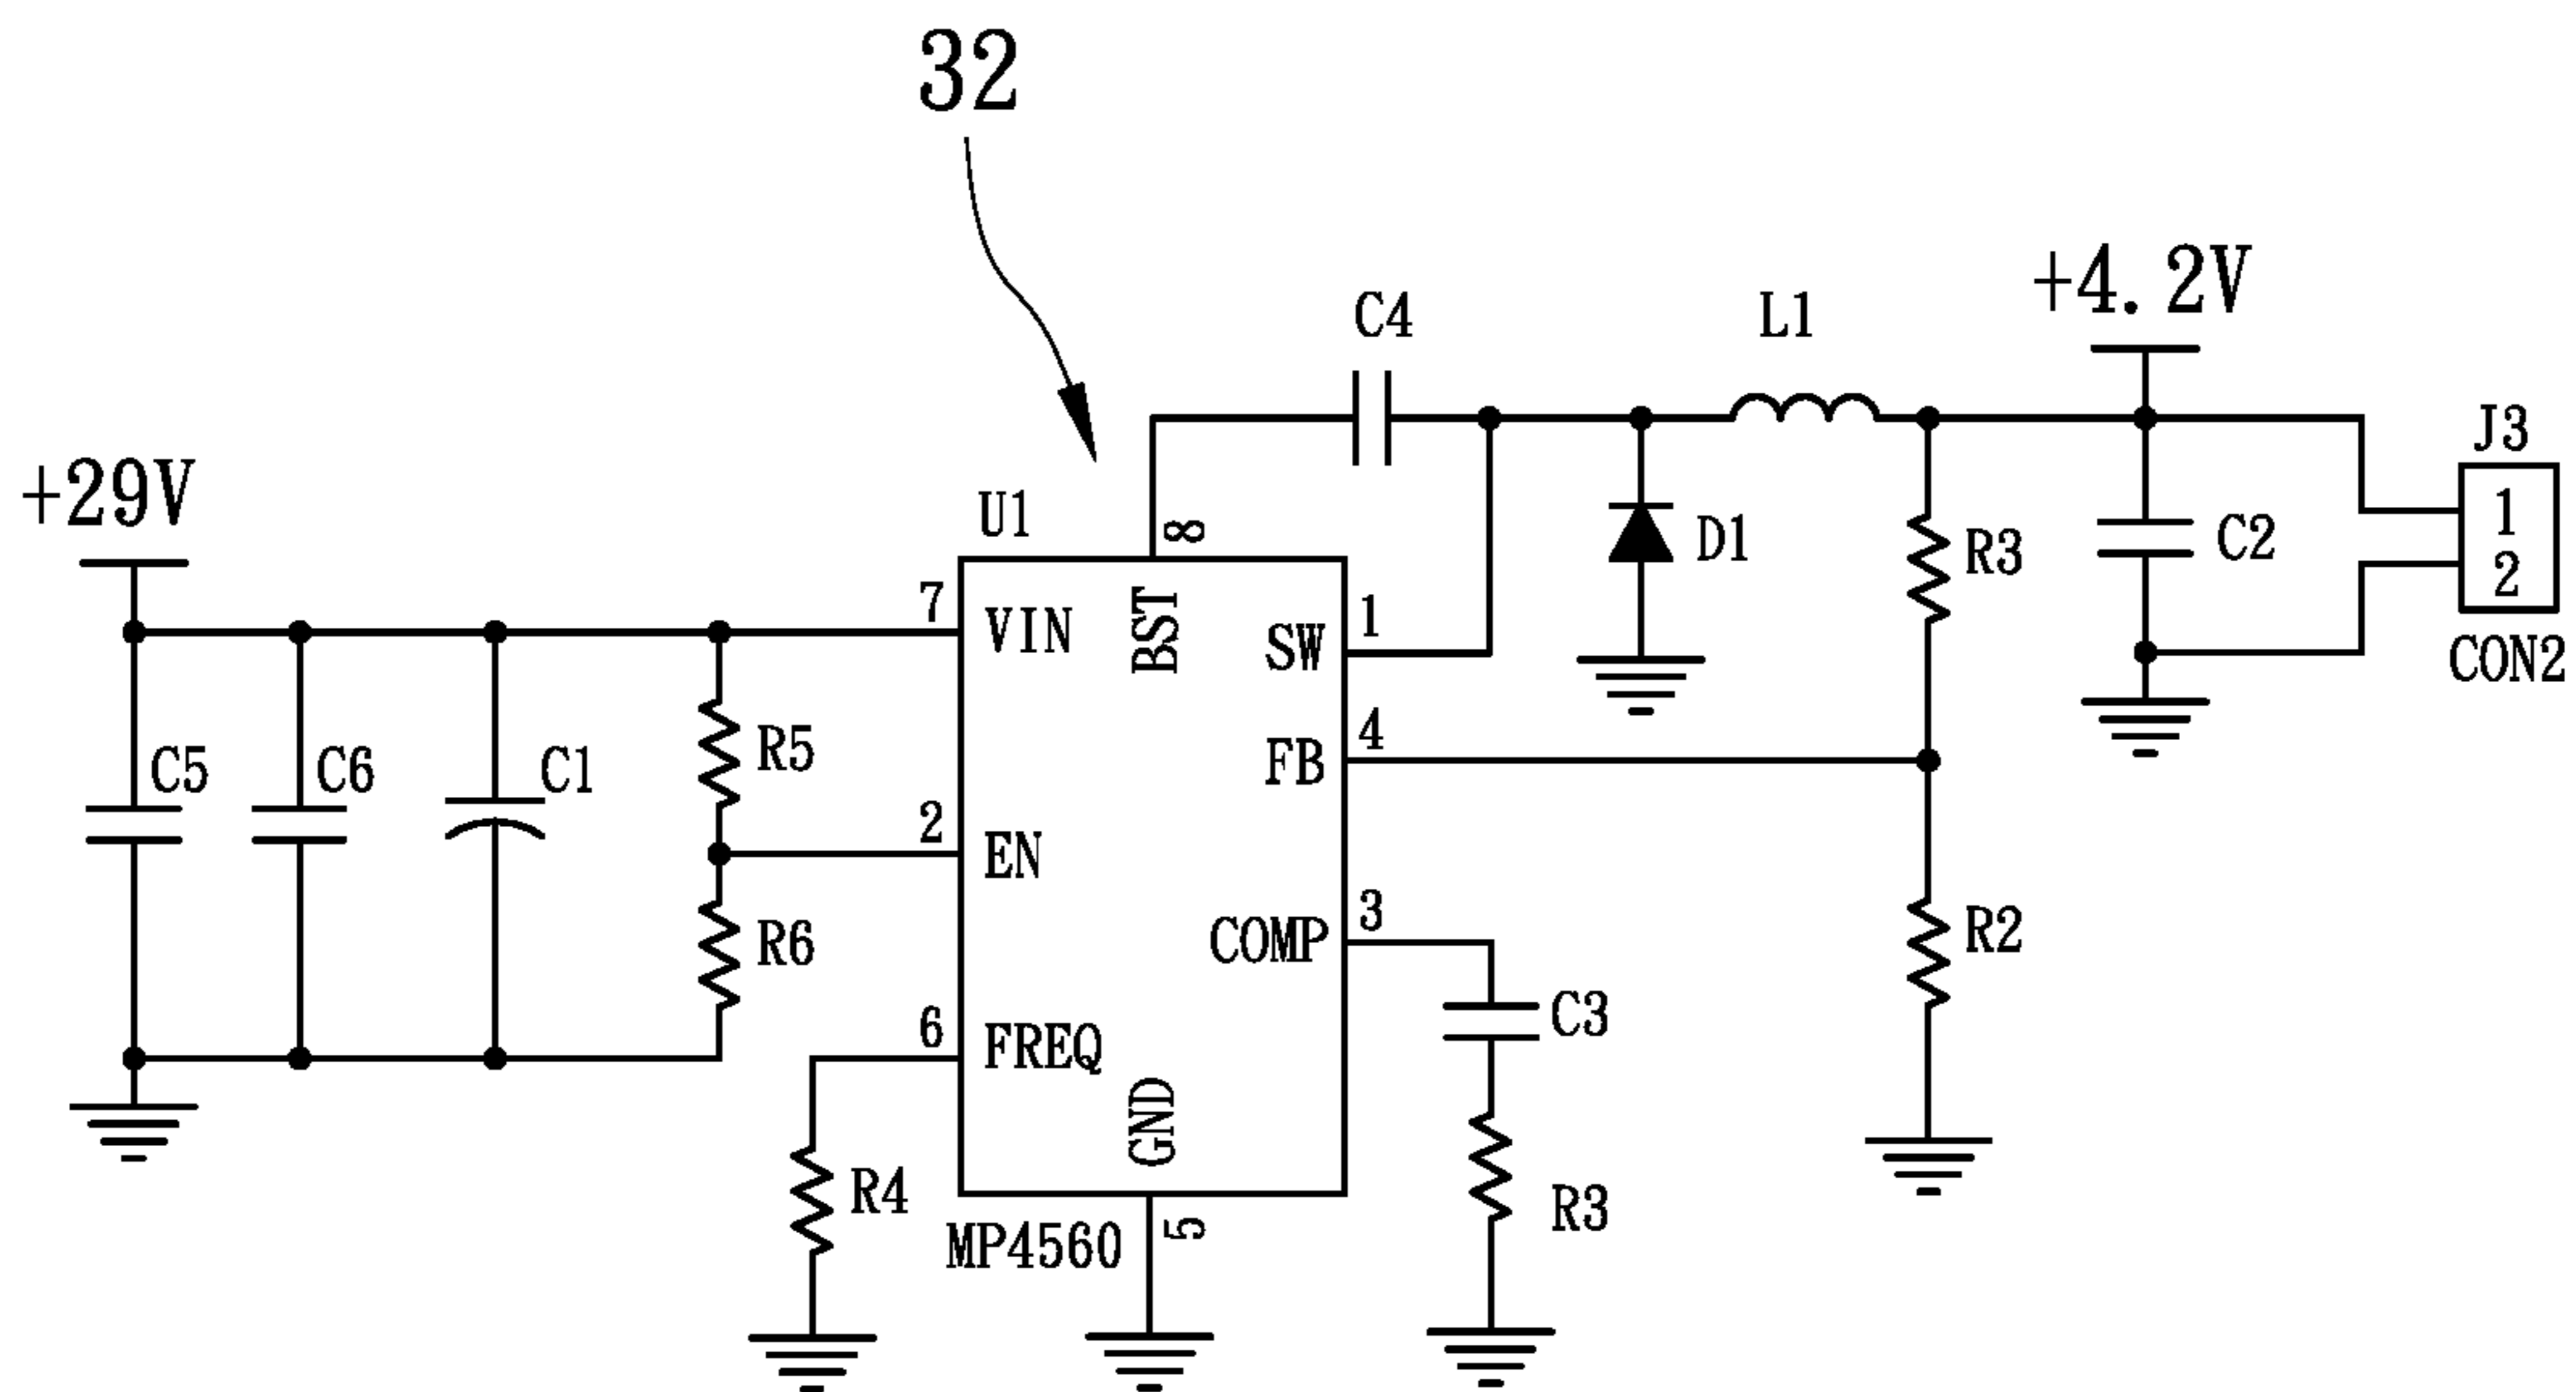 32
+4.2V
C4
L1
+29V
J3
U1
8
1
D1
R3
C2
2
7
VIN
BST
SW
1
CON2
R5
C5
C6
C1
FB
4
2
EN
R6
COMP
3
R2
C3
6
FREQ
GND
R4
R3
MP4560
5